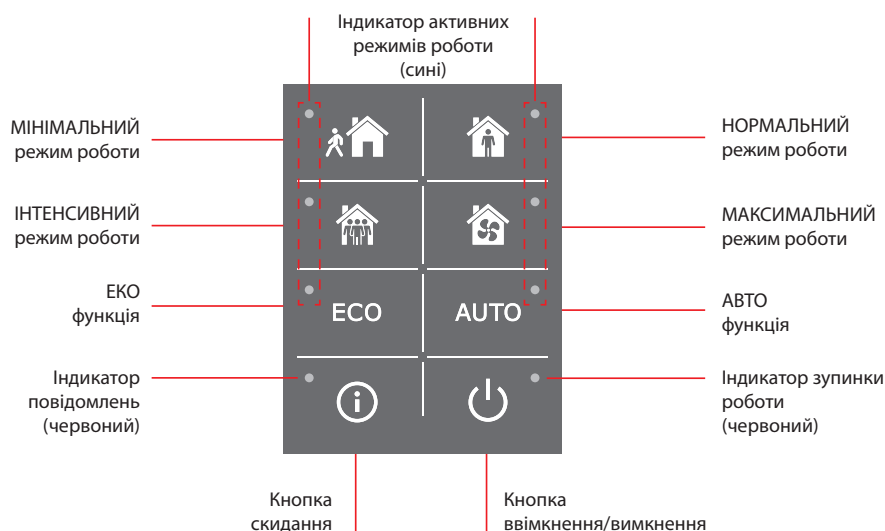 Індикатор активних
режимів роботи
(сині)
МІНІМАЛЬНИЙ
режим роботи
НОРМАЛЬНИЙ
режим роботи
ІНТЕНСИВНИЙ
режим роботи
МАКСИМАЛЬНИЙ
режим роботи
ЕКО
функція
ECO
AUTO
АВТО
функція
Індикатор
повідомлень
(червоний)
i
Індикатор зупинки
роботи
(червоний)
Кнопка
скидання
Кнопка
ввімкнення/вимкнення